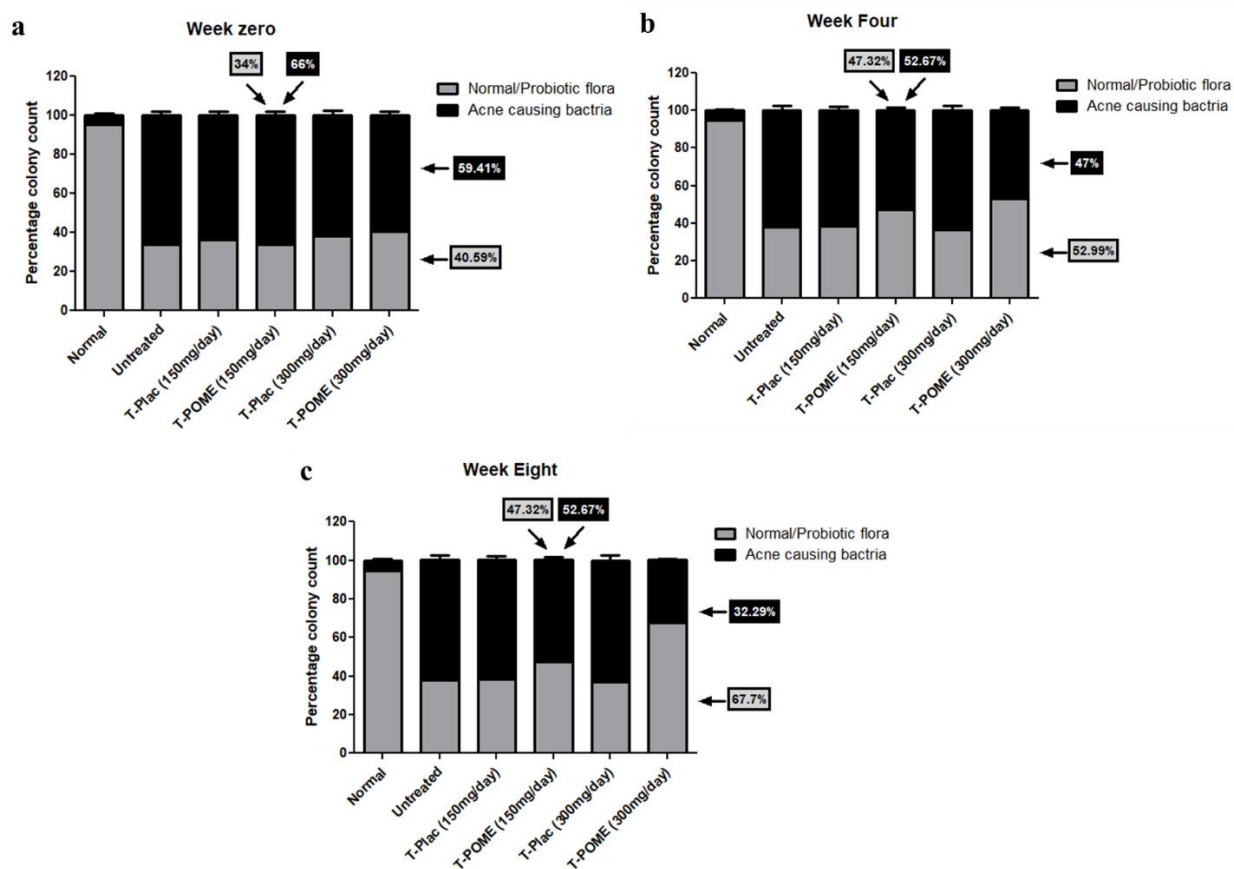 a
Week zero
34%
66%
Normal/Probiotic flora
Acne causing bactria
Percentage colony count
120
100
80
60
40
20
0
59.41%
40.59%
Normal
Untreated
T-Plac (150mg/day)
T-POME (150mg/day)
T-Plac (300mg/day)
T-POME (300mg/day)
b
Week Four
47.32%
52.67%
Normal/Probiotic flora
Acne causing bactria
Percentage colony count
120
100
80
60
40
20
0
47%
52.99%
Normal
Untreated
T-Plac (150mg/day)
T-POME (150mg/day)
T-Plac (300mg/day)
T-POME (300mg/day)
c
Week Eight
47.32%
52.67%
Normal/Probiotic flora
Acne causing bactria
Percentage colony count
120
100
80
60
40
20
0
32.29%
67.7%
Normal
Untreated
T-Plac (150mg/day)
T-POME (150mg/day)
T-Plac (300mg/day)
T-POME (300mg/day)